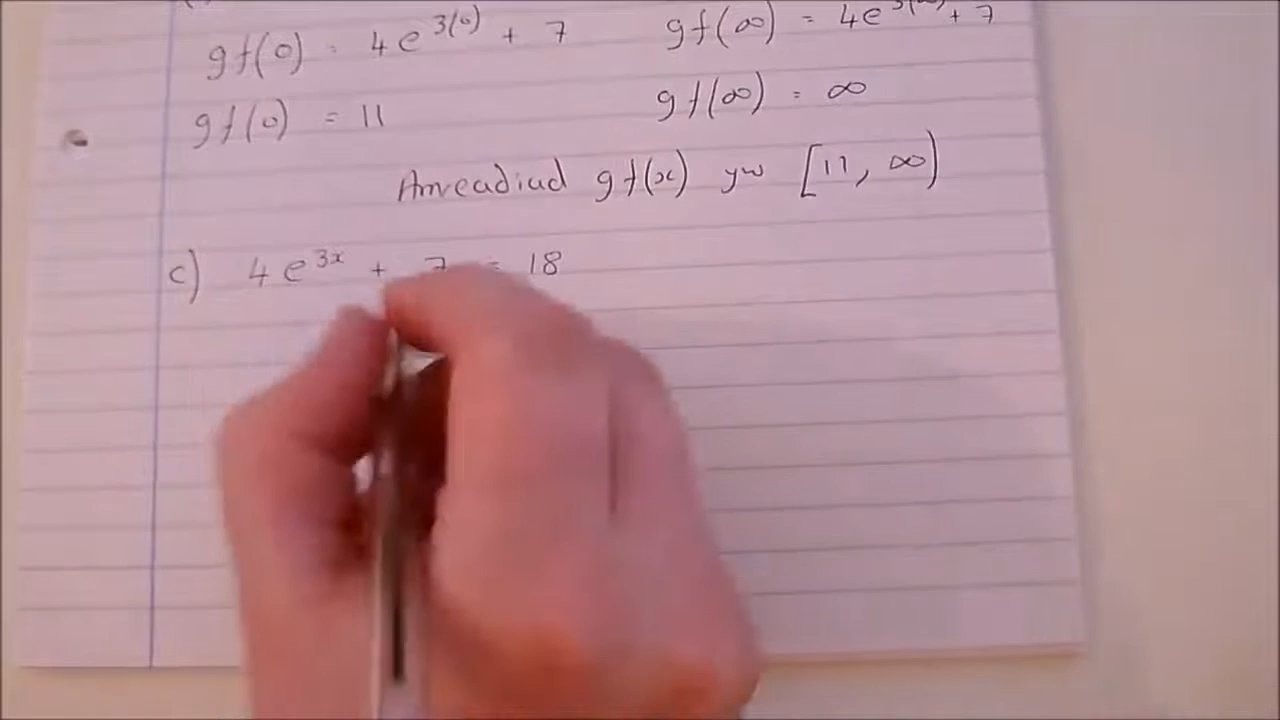 gf(0) = 4e^{3(0)} + 7
gf(∞) = 4e^{3(∞)} + 7
gf(0) = 11
gf(∞) = ∞
Amrediad gf(x) yw [11, ∞)
c) 4e^{3x} + 7 = 18